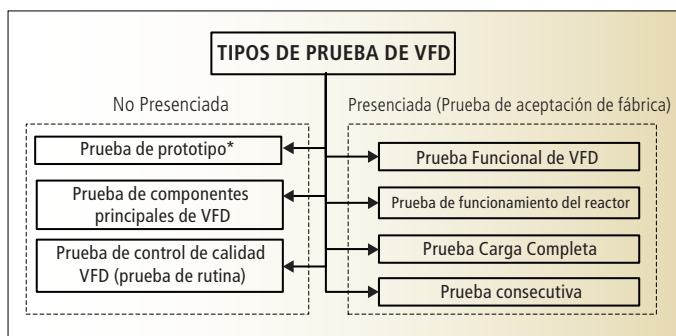 TIPOS DE PRUEBA DE VFD
No Presenciada
Prueba de prototipo*
Prueba de componentes
principales de VFD
Prueba de control de calidad
VFD (prueba de rutina)
Presenciada (Prueba de aceptación de fábrica)
Prueba Funcional de VFD
Prueba de funcionamiento del reactor
Prueba Carga Completa
Prueba consecutiva